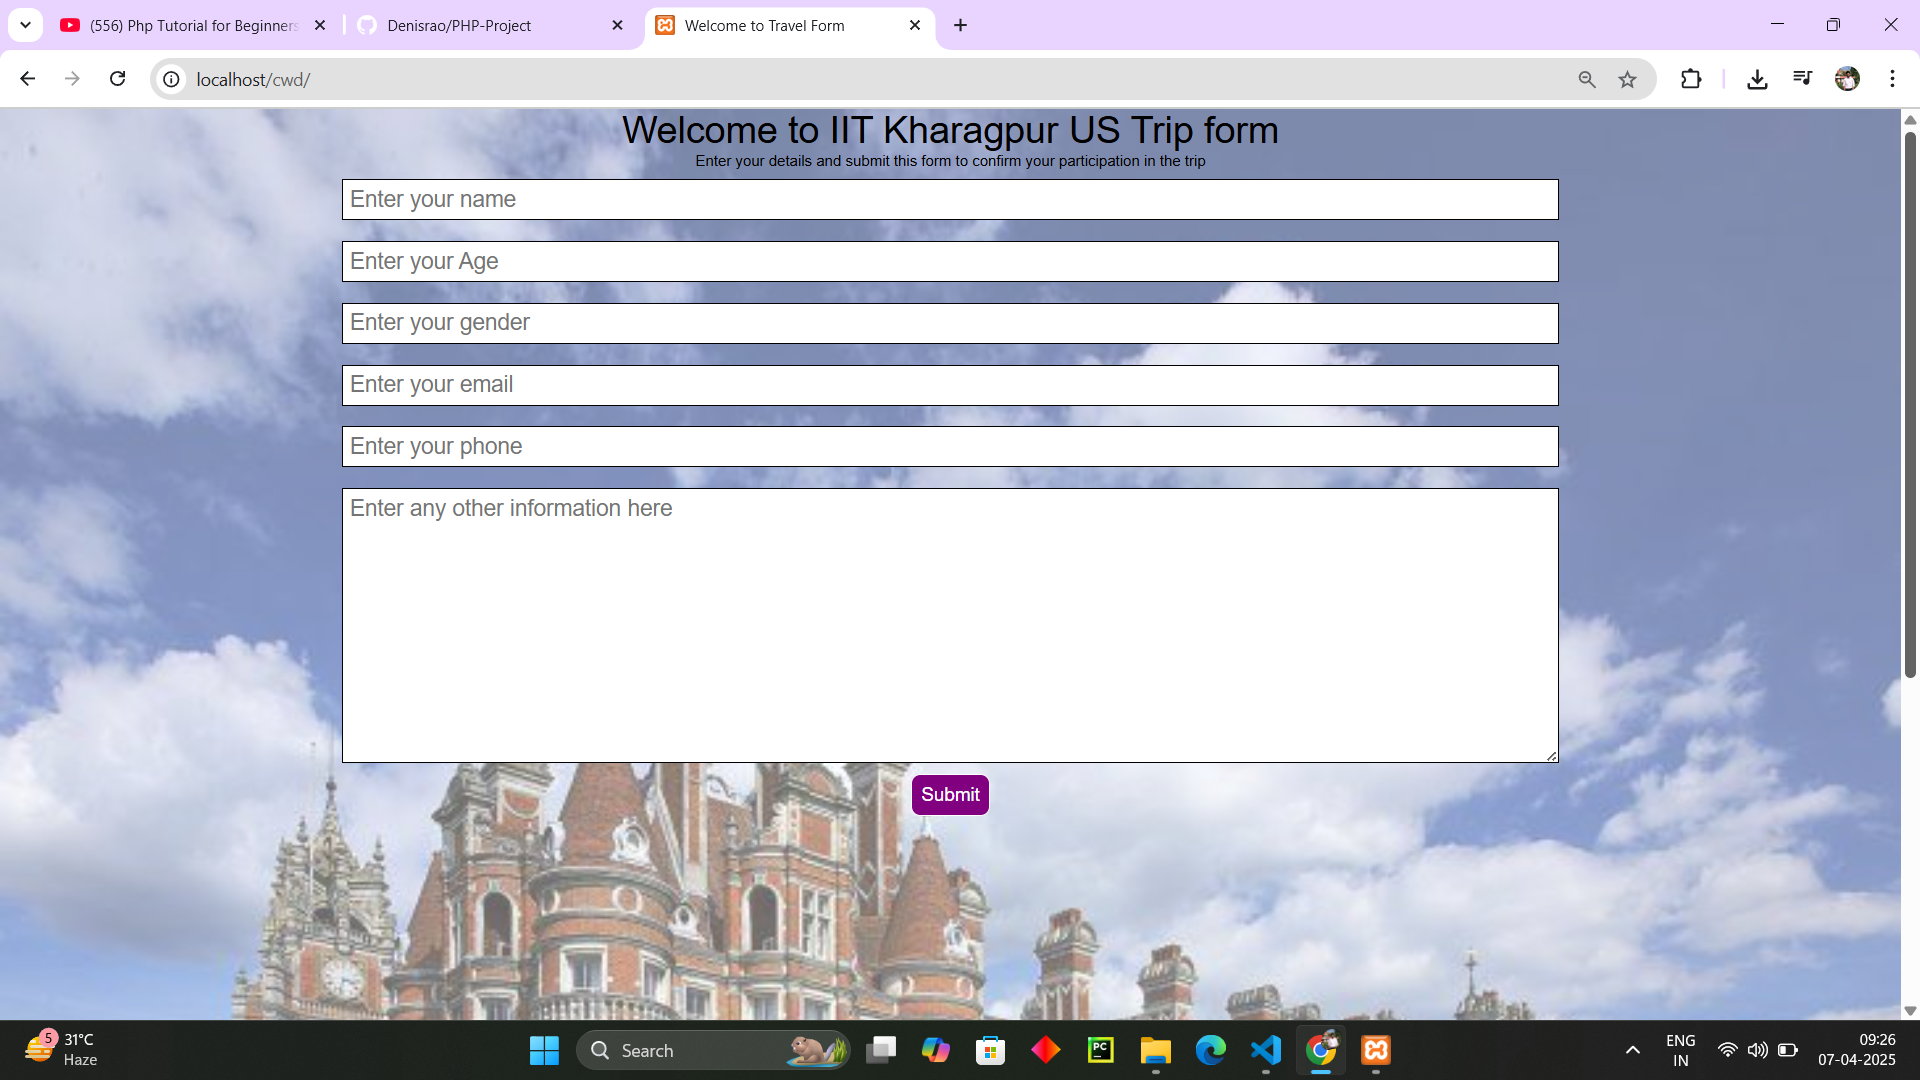 (556) Php Tutorial for Beginners
Denisrao/PHP-Project
Welcome to Travel Form
localhost/cwd/
Welcome to IIT Kharagpur US Trip form
Enter your details and submit this form to confirm your participation in the trip
Enter your name
Enter your Age
Enter your gender
Enter your email
Enter your phone
Enter any other information here
Submit
5
31°C
Haze
Search
PC
ENG
IN
09:26
07-04-2025